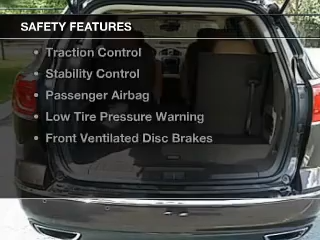 SAFETY FEATURES
• Traction Control
• Stability Control
• Passenger Airbag
• Low Tire Pressure Warning
• Front Ventilated Disc Brakes